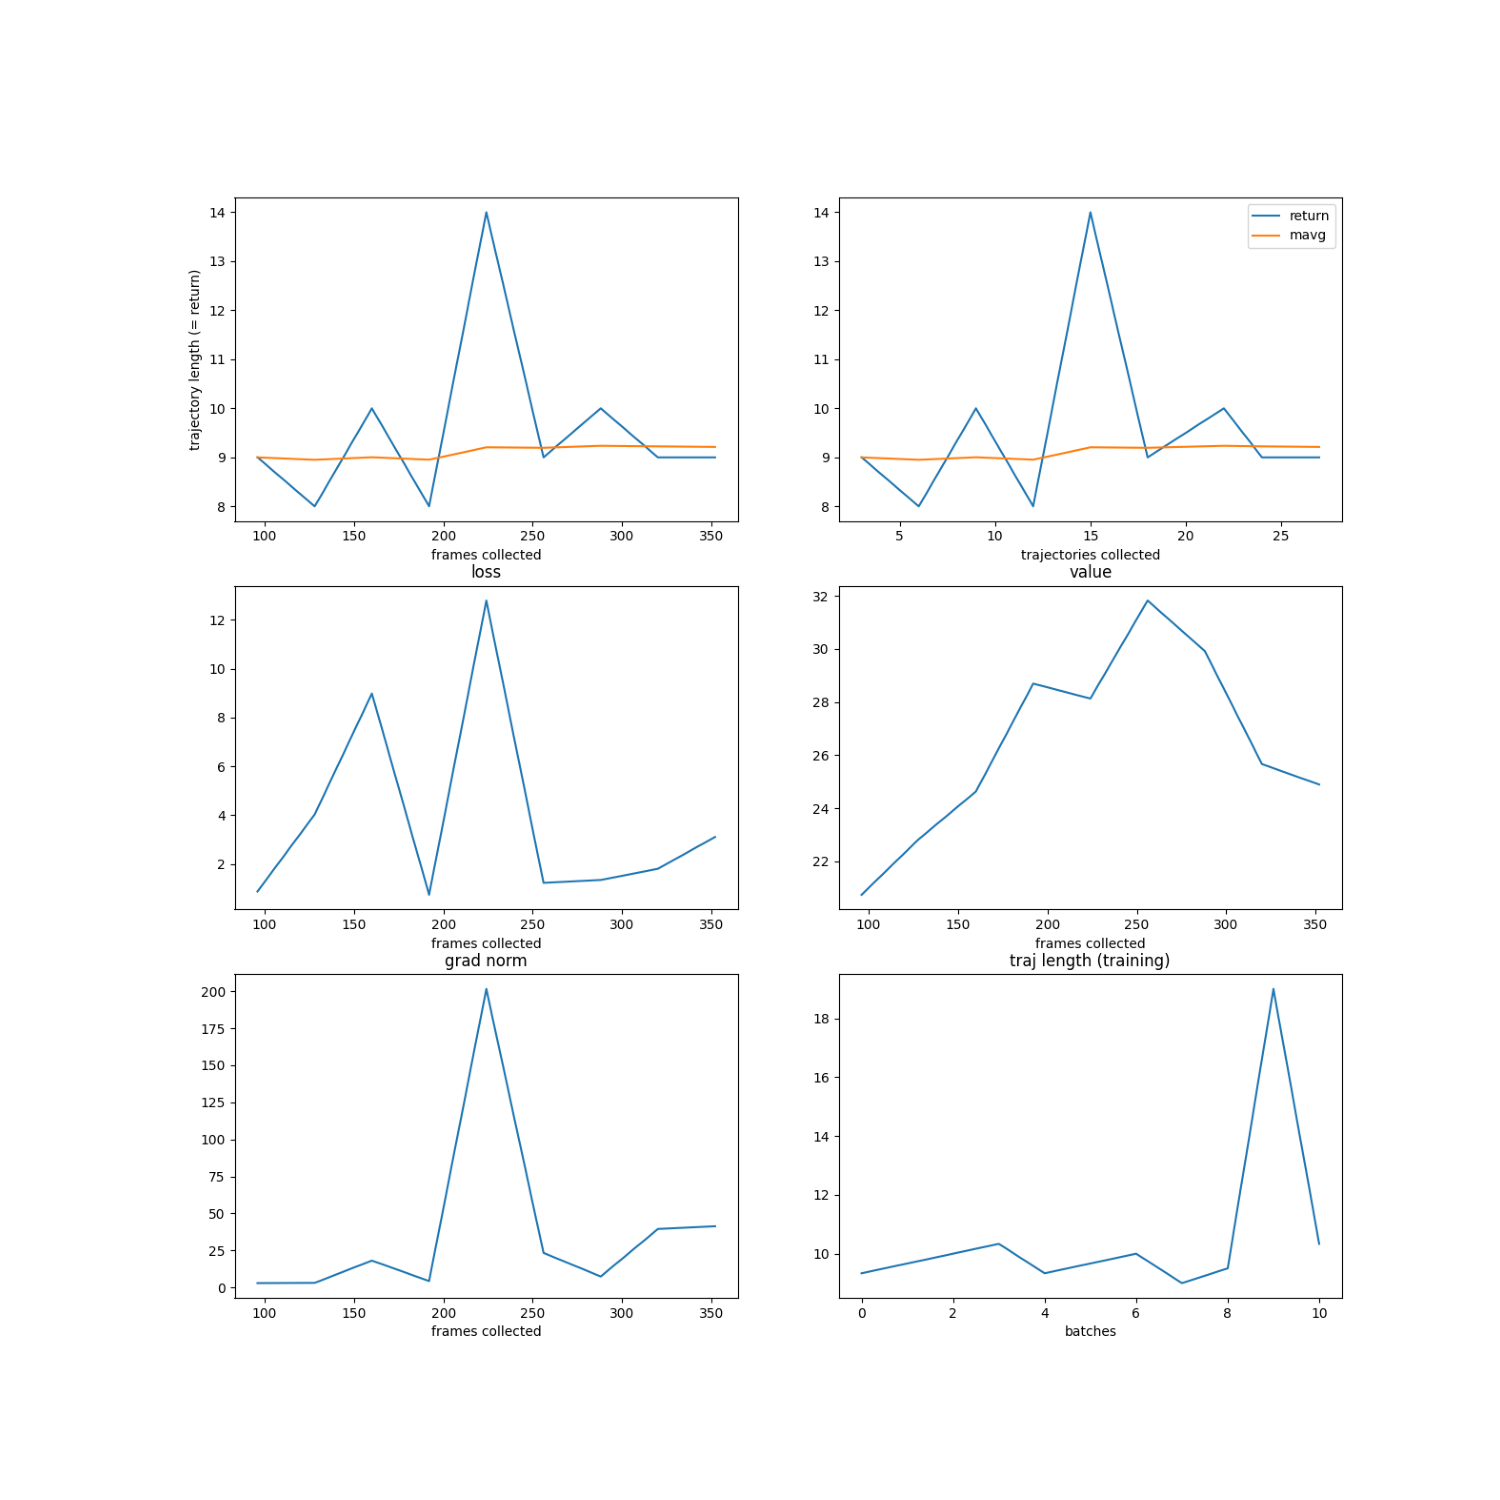 trajectory length (= return)
14
13
12
11
10
9
8
100 150 200 250 300 350
frames collected
14
13
12
11
10
9
8
return
mavg
5 10 15 20 25
trajectories collected
loss
12
10
8
6
4
2
100 150 200 250 300 350
frames collected
value
32
30
28
26
24
22
100 150 200 250 300 350
frames collected
grad norm
200
175
150
125
100
75
50
25
0
100 150 200 250 300 350
frames collected
traj length (training)
18
16
14
12
10
0 2 4 6 8 10
batches